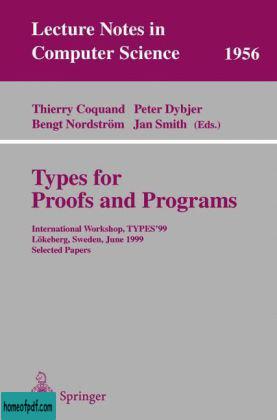 Lecture Notes in
Computer Science 1956
Thierry Coquand Peter Dybjer
Bengt Nordström Jan Smith (Eds.)
Types for
Proofs and Programs
International Workshop, TYPES'99
Lökeberg, Sweden, June 1999
Selected Papers
Springer
homeofpdf.com